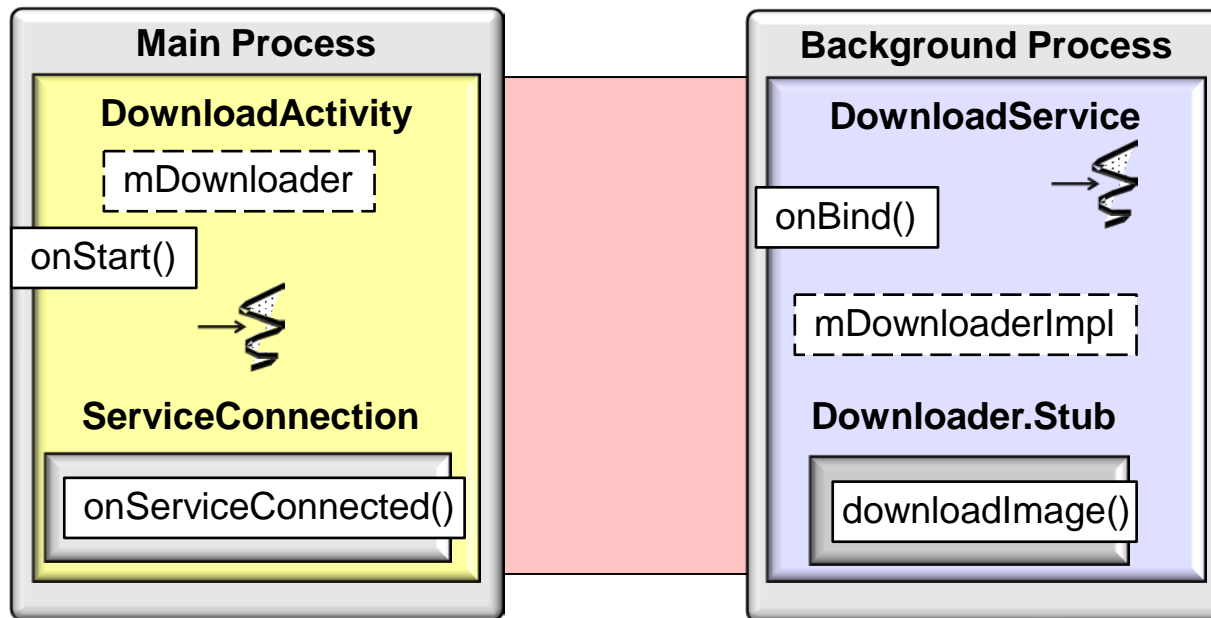 Main Process
DownloadActivity
mDownloader
onStart()
ServiceConnection
onServiceConnected()
Background Process
DownloadService
onBind()
mDownloaderImpl
Downloader.Stub
downloadImage()